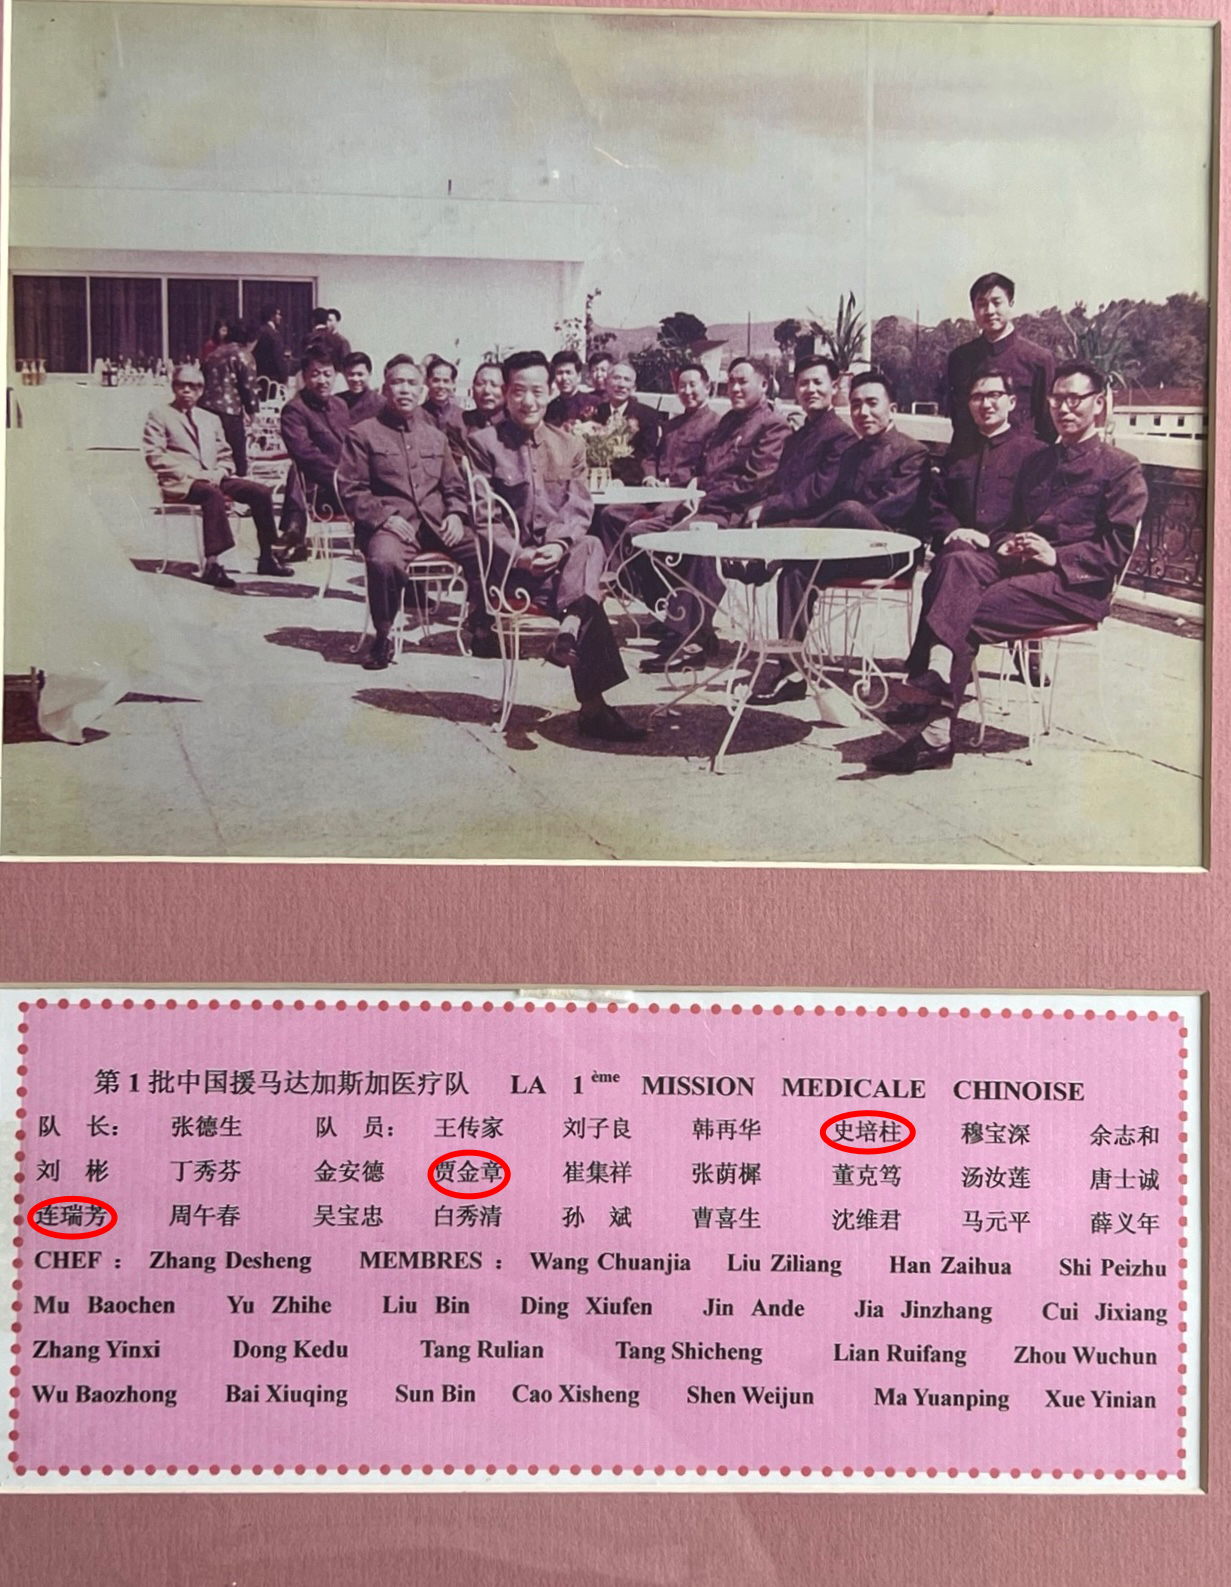 第1批中国援马达加斯加医疗队 LA 1ème MISSION MEDICALE CHINOISE
队 长： 张德生 队 员： 王传家 刘子良 韩再华 史培柱 穆宝深 余志和
刘 彬 丁秀芬 金安德 贾金章 崔集祥 张荫樨 董克笃 汤汝莲 唐士诚
连瑞芳 周午春 吴宝忠 白秀清 孙 斌 曹喜生 沈维君 马元平 薛义年
CHEF : Zhang Desheng MEMBRES : Wang Chuanjia Liu Ziliang Han Zaihua Shi Peizhu
Mu Baochen Yu Zhihe Liu Bin Ding Xiufen Jin Ande Jia Jinzhang Cui Jixiang
Zhang Yinxi Dong Kedu Tang Rulian Tang Shicheng Lian Ruifang Zhou Wuchun
Wu Baozhong Bai Xiuqing Sun Bin Cao Xisheng Shen Weijun Ma Yuanping Xue Yinian